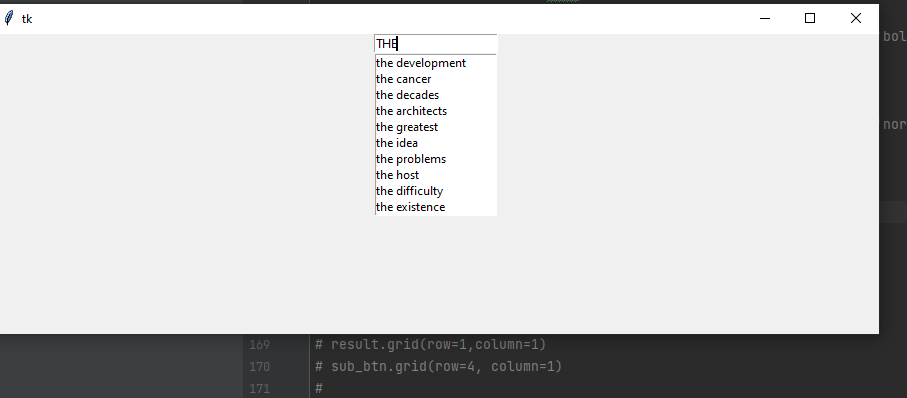 tk
THE
the development
the cancer
the decades
the architects
the greatest
the idea
the problems
the host
the difficulty
the existence
bol
nor
169 # result.grid(row=1,column=1)
170 # sub_btn.grid(row=4, column=1)
171 #